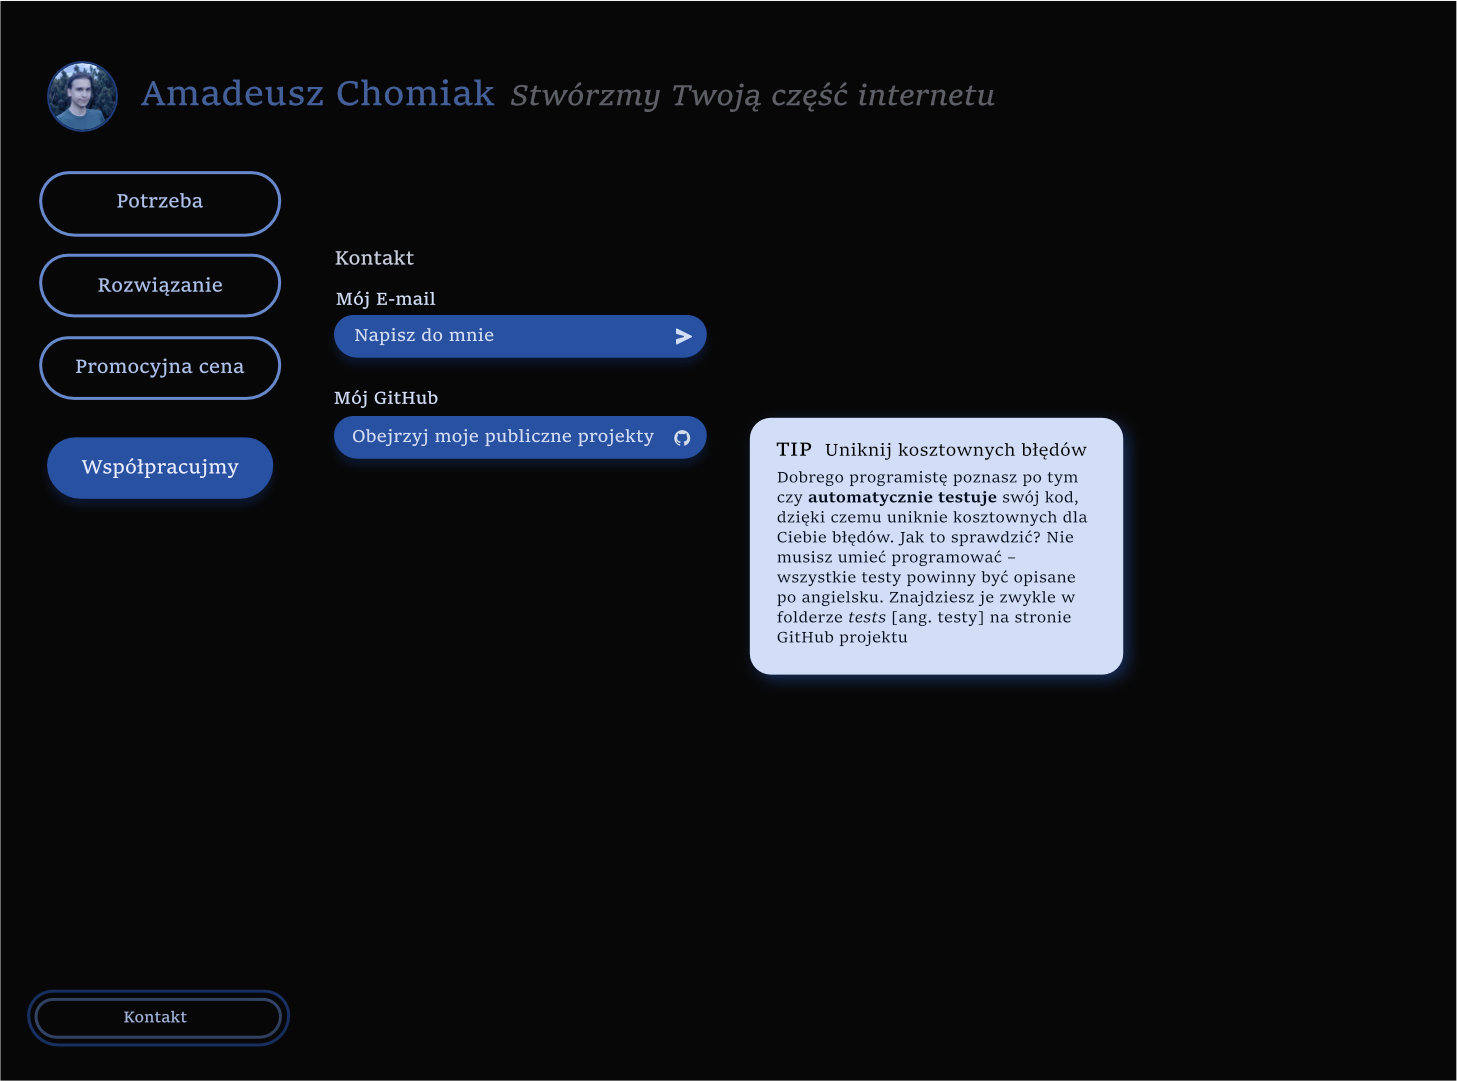 Amadeusz Chomiak Stwórzmy Twoją część internetu
Potrzeba
Rozwiązanie
Promocyjna cena
Współpracujmy
Kontakt
Mój E-mail
Napisz do mnie
Mój GitHub
Obejrzyj moje publiczne projekty
TIP Uniknij kosztownych błędów
Dobrego programistę poznasz po tym
czy automatycznie testuje swój kod,
dzięki czemu uniknie kosztownych dla
Ciebie błędów. Jak to sprawdzić? Nie
musisz umieć programować –
wszystkie testy powinny być opisane
po angielsku. Znajdziesz je zwykle w
folderze tests [ang. testy] na stronie
GitHub projektu
Kontakt